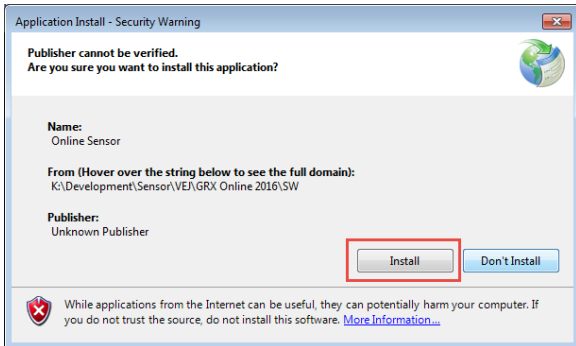 Application Install - Security Warning
Publisher cannot be verified.
Are you sure you want to install this application?
Name:
Online Sensor
From (Hover over the string below to see the full domain):
K:\Development\Sensor\VEJ\GRX Online 2016\SW
Publisher:
Unknown Publisher
Install
Don't Install
While applications from the Internet can be useful, they can potentially harm your computer. If
you do not trust the source, do not install this software. More Information...